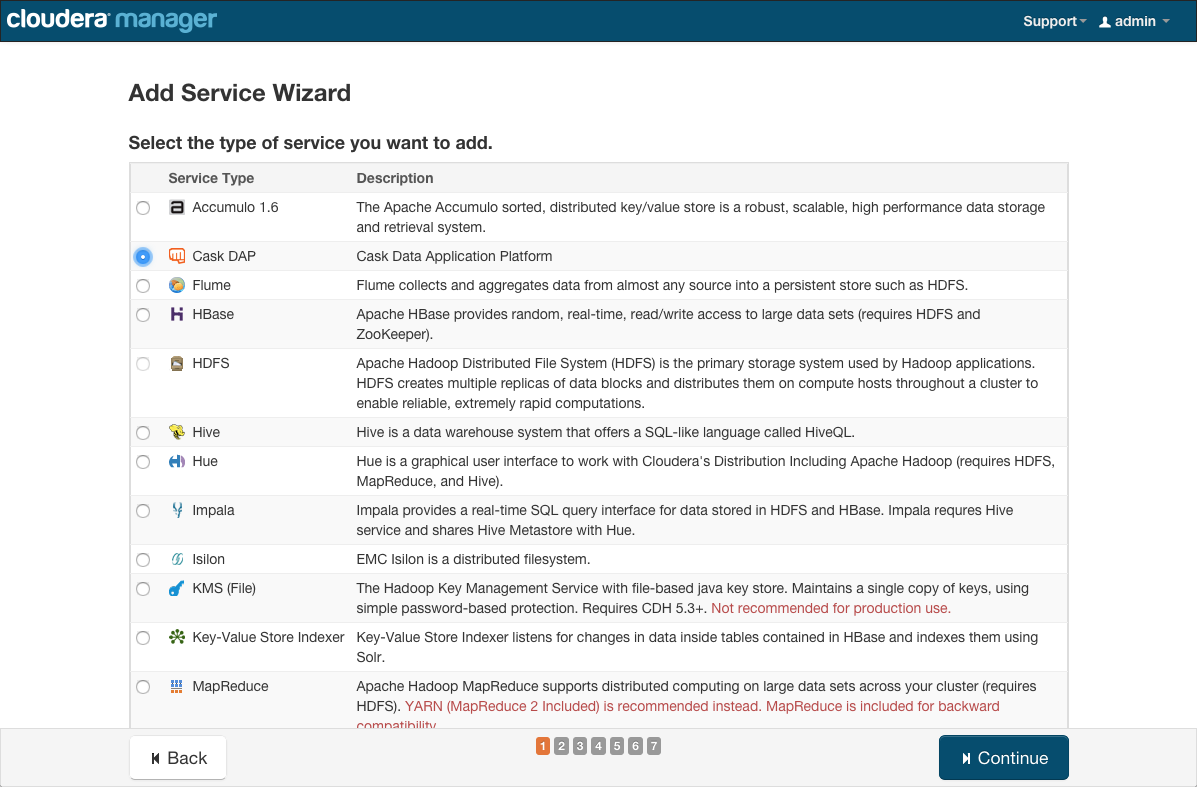 cloudera manager
Support admin
Add Service Wizard
Select the type of service you want to add.
Service Type Description
Accumulo 1.6 The Apache Accumulo sorted, distributed key/value store is a robust, scalable, high performance data storage
and retrieval system.
Cask DAP Cask Data Application Platform
Flume Flume collects and aggregates data from almost any source into a persistent store such as HDFS.
HBase Apache HBase provides random, real-time, read/write access to large data sets (requires HDFS and
ZooKeeper).
HDFS Apache Hadoop Distributed File System (HDFS) is the primary storage system used by Hadoop applications.
HDFS creates multiple replicas of data blocks and distributes them on compute hosts throughout a cluster to
enable reliable, extremely rapid computations.
Hive Hive is a data warehouse system that offers a SQL-like language called HiveQL.
Hue Hue is a graphical user interface to work with Cloudera's Distribution Including Apache Hadoop (requires HDFS,
MapReduce, and Hive).
Impala Impala provides a real-time SQL query interface for data stored in HDFS and HBase. Impala requres Hive
service and shares Hive Metastore with Hue.
Isilon EMC Isilon is a distributed filesystem.
KMS (File) The Hadoop Key Management Service with file-based java key store. Maintains a single copy of keys, using
simple password-based protection. Requires CDH 5.3+. Not recommended for production use.
Key-Value Store Indexer Key-Value Store Indexer listens for changes in data inside tables contained in HBase and indexes them using
Solr.
MapReduce Apache Hadoop MapReduce supports distributed computing on large data sets across your cluster (requires
HDFS). YARN (MapReduce 2 Included) is recommended instead. MapReduce is included for backward
compatibility.
Back 1 2 3 4 5 6 7 Continue